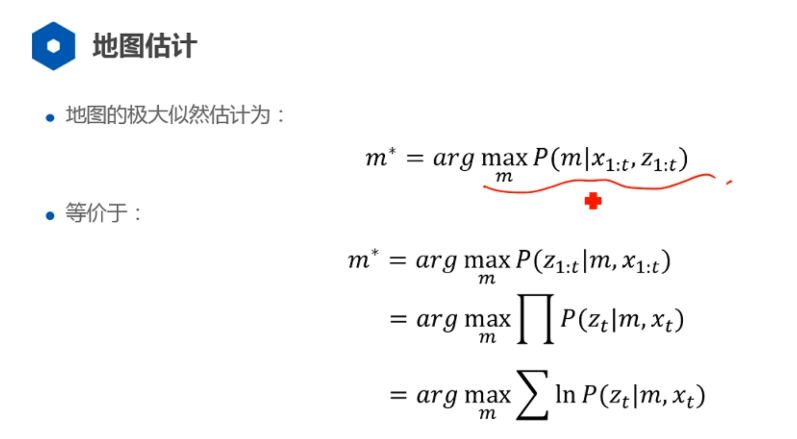 地图估计
地图的极大似然估计为：
m* = arg max_m P(m|x_{1:t}, z_{1:t})
等价于：
m* = arg max_m P(z_{1:t}|m, x_{1:t})
= arg max_m ∏ P(z_t|m, x_t)
= arg max_m ∑ ln P(z_t|m, x_t)